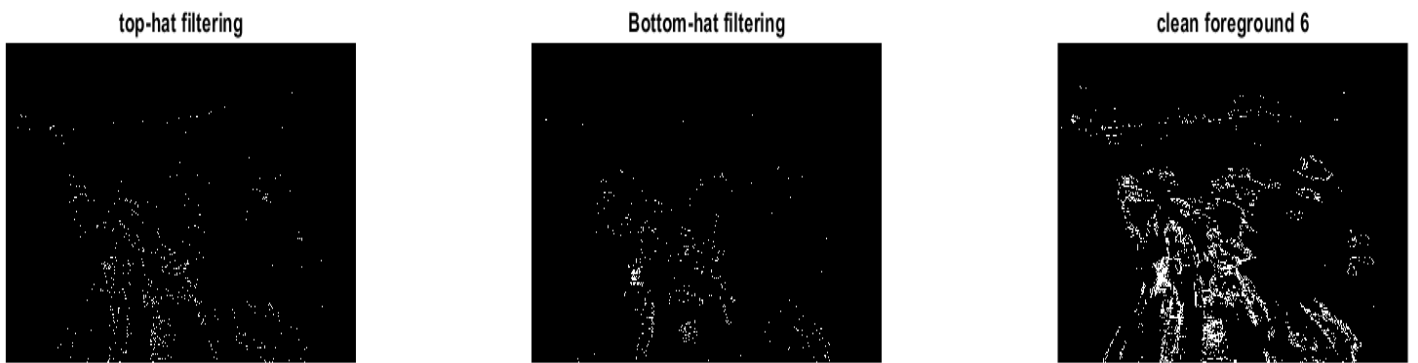 top-hat filtering
Bottom-hat filtering
clean foreground 6